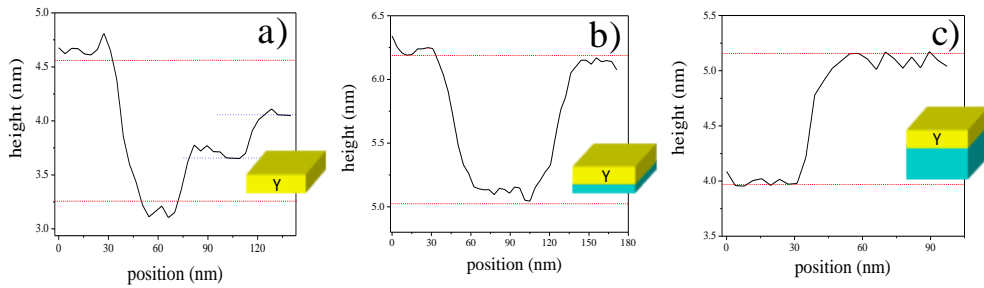 a)
5.0
4.5
4.0
3.5
3.0
height (nm)
0 30 60 90 120
position (nm)
Y
b)
6.5
6.0
5.5
5.0
height (nm)
0 30 60 90 120 150 180
position (nm)
Y
c)
5.5
5.0
4.5
4.0
3.5
height (nm)
0 30 60 90
position (nm)
Y